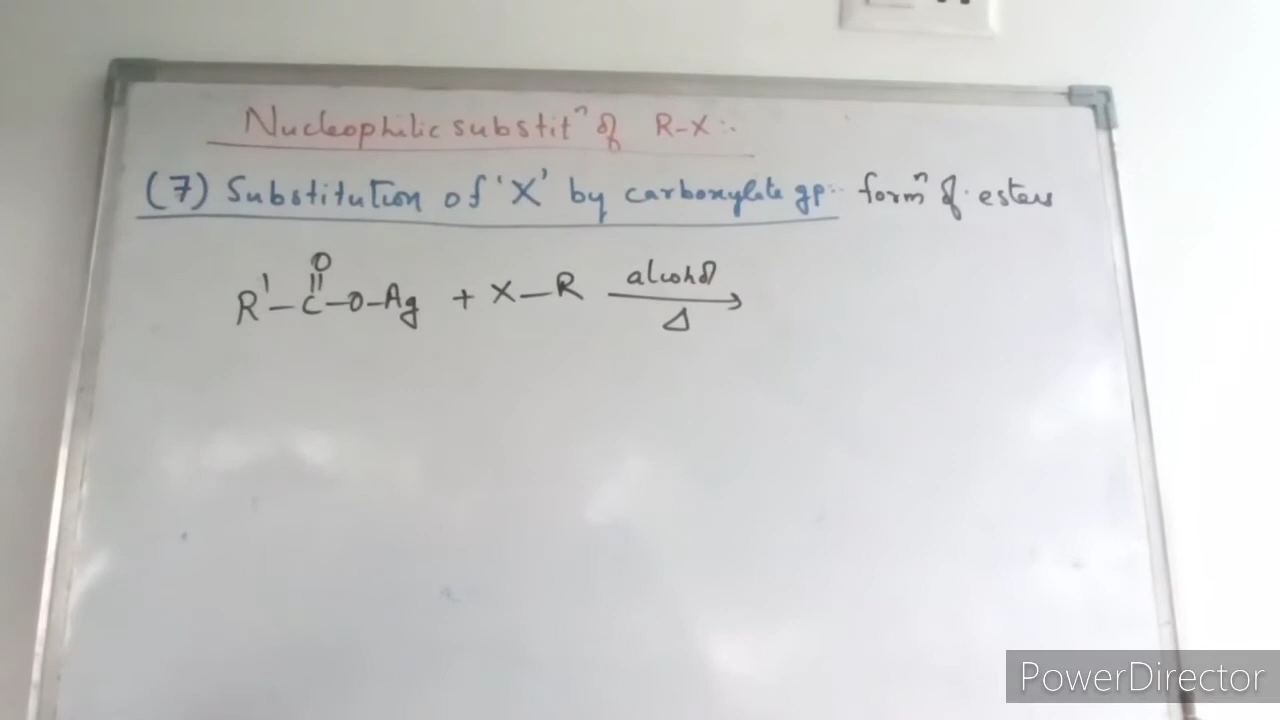 Nucleophilic substitⁿ of R-X:-
(7) Substitution of 'X' by carboxylate gp:- formⁿ of esters
O
R' - C - O - Ag + X - R alcohol
Δ
PowerDirector